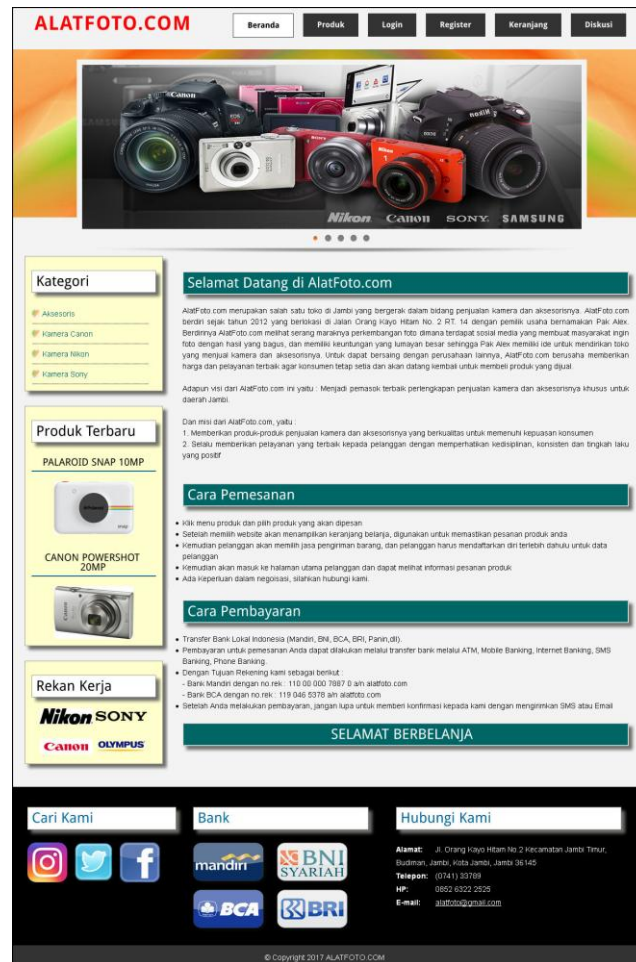 ALATFOTO.COM
Beranda
Produk
Login
Register
Keranjang
Diskusi
Canon
SONY
Nikon
Nikon Canon SONY SAMSUNG
Kategori
Aksesoris
Kamera Canon
Kamera Nikon
Kamera Sony
Produk Terbaru
PALAROID SNAP 10MP
CANON POWERSHOT
20MP
Rekan Kerja
Nikon SONY
Canon OLYMPUS
Selamat Datang di AlatFoto.com
AlatFoto.com merupakan salah satu toko di Jambi yang bergerak dalam bidang penjualan kamera dan aksesorisnya. AlatFoto.com
berdiri sejak tahun 2012 yang berlokasi di Jalan Orang Kayo Hitam No. 2 RT. 14 dengan pemilik usaha bernamakan Pak Alex.
Berdirinya AlatFoto.com melihat serang maraknya perkembangan foto dimana terdapat sosial media yang membuat masyarakat ingin
foto dengan hasil yang bagus, dan memiliki keuntungan yang lumayan besar sehingga Pak Alex memiliki ide untuk mendirikan toko
yang menjual kamera dan aksesorisnya. Untuk dapat bersaing dengan perusahaan lainnya, AlatFoto.com berusaha memberikan
harga dan pelayanan terbaik agar konsumen tetap setia dan akan datang kembali untuk membeli produk yang dijual.
Adapun visi dari AlatFoto.com ini yaitu : Menjadi pemasok terbaik perlengkapan penjualan kamera dan aksesorisnya khusus untuk
daerah Jambi.
Dan misi dari AlatFoto.com, yaitu :
1. Memberikan produk-produk penjualan kamera dan aksesorisnya yang berkualitas untuk memenuhi kepuasan konsumen
2. Selalu memberikan pelayanan yang terbaik kepada pelanggan dengan memperhatikan kedisiplinan, konsisten dan tingkah laku
yang positif
Cara Pemesanan
Klik menu produk dan pilih produk yang akan dipesan
Setelah memilih website akan menampilkan keranjang belanja, digunakan untuk memastikan pesanan produk anda
Kemudian pelanggan akan memilih jasa pengiriman barang, dan pelanggan harus mendaftarkan diri terlebih dahulu untuk data
pelanggan
Kemudian akan masuk ke halaman utama pelanggan dan dapat melihat informasi pesanan produk
Ada Keperluan dalam negoisasi, silahkan hubungi kami.
Cara Pembayaran
Transfer Bank Lokal Indonesia (Mandiri, BNI, BCA, BRI, Panin,dll).
Pembayaran untuk pemesanan Anda dapat dilakukan melalui transfer bank melalui ATM, Mobile Banking, Internet Banking, SMS
Banking, Phone Banking.
Dengan Tujuan Rekening kami sebagai berikut :
- Bank Mandiri dengan no.rek : 110 00 000 7887 0 a/n alatfoto.com
- Bank BCA dengan no.rek : 119 046 5378 a/n alatfto.com
Setelah Anda melakukan pembayaran, jangan lupa untuk memberi konfirmasi kepada kami dengan mengirimkan SMS atau Email
SELAMAT BERBELANJA
Cari Kami
Bank
mandiri
BNI
SYARIAH
BCA
BRI
Hubungi Kami
Alamat: Jl. Orang Kayo Hitam No.2 Kecamatan Jambi Timur,
Budiman, Jambi, Kota Jambi, Jambi 36145
Telepon: (0741) 33789
HP: 0852 6322 2525
E-mail: alatfoto@gmail.com
© Copyright 2017 ALATFOTO.COM